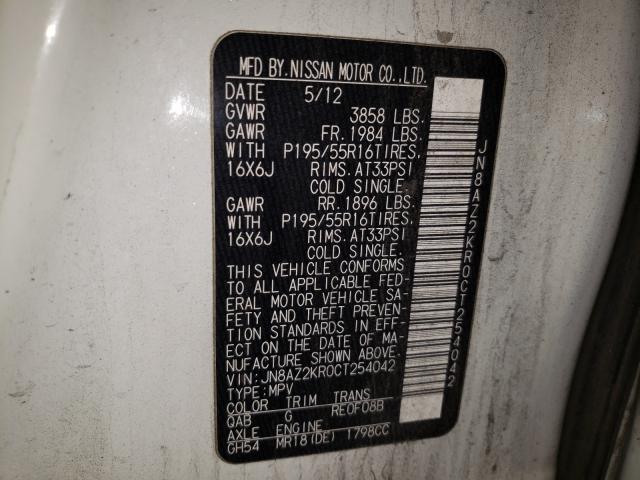 MFD BY.NISSAN MOTOR CO.,LTD.
DATE 5/12
GVWR 3858 LBS.
GAWR FR.1984 LBS.
WITH P195/55R16TIRES.
16X6J RIMS.AT33PSI
COLD SINGLE.
GAWR RR.1896 LBS.
WITH P195/55R16TIRES.
16X6J RIMS.AT33PSI
COLD SINGLE.
THIS VEHICLE CONFORMS
TO ALL APPLICABLE FED-
ERAL MOTOR VEHICLE SA-
FETY AND THEFT PREVEN-
TION STANDARDS IN EFF-
ECT ON THE DATE OF MA-
NUFACTURE SHOWN ABOVE.
VIN:JN8AZ2KR0CT254042
TYPE:MPV
COLOR TRIM TRANS
QAB G RE0F08B
AXLE ENGINE
GH54 MR18(DE) 1798CC
JN8AZ2KR0CT254042